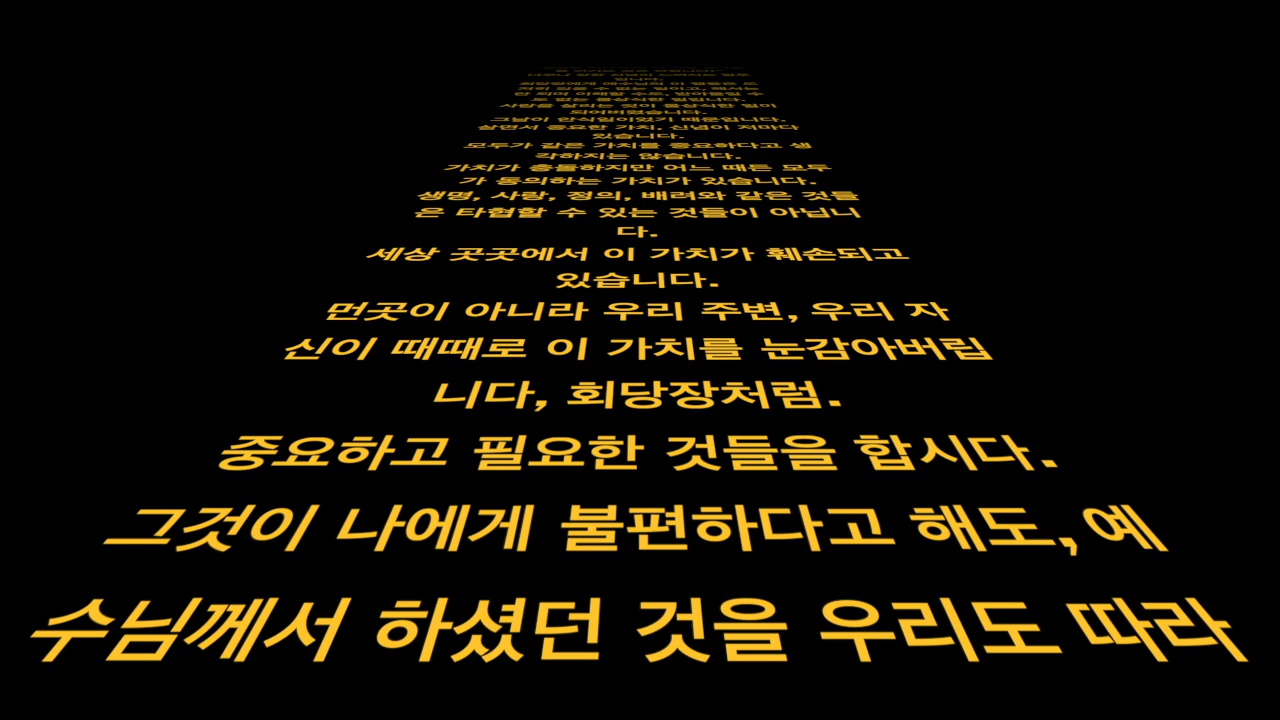 되어버렸습니다.
그날이 안식일이었기 때문입니다.
살면서 중요한 가치, 신념이 저마다
있습니다.
모두가 같은 가치를 중요하다고 생
각하지는 않습니다.
가치가 충돌하지만 어느 때든 모두
가 동의하는 가치가 있습니다.
생명, 사랑, 정의, 배려와 같은 것들
은 타협할 수 있는 것들이 아닙니
다.
세상 곳곳에서 이 가치가 훼손되고
있습니다.
먼곳이 아니라 우리 주변, 우리 자
신이 때때로 이 가치를 눈감아버립
니다, 회당장처럼.
중요하고 필요한 것들을 합시다.
그것이 나에게 불편하다고 해도, 예
수님께서 하셨던 것을 우리도 따라